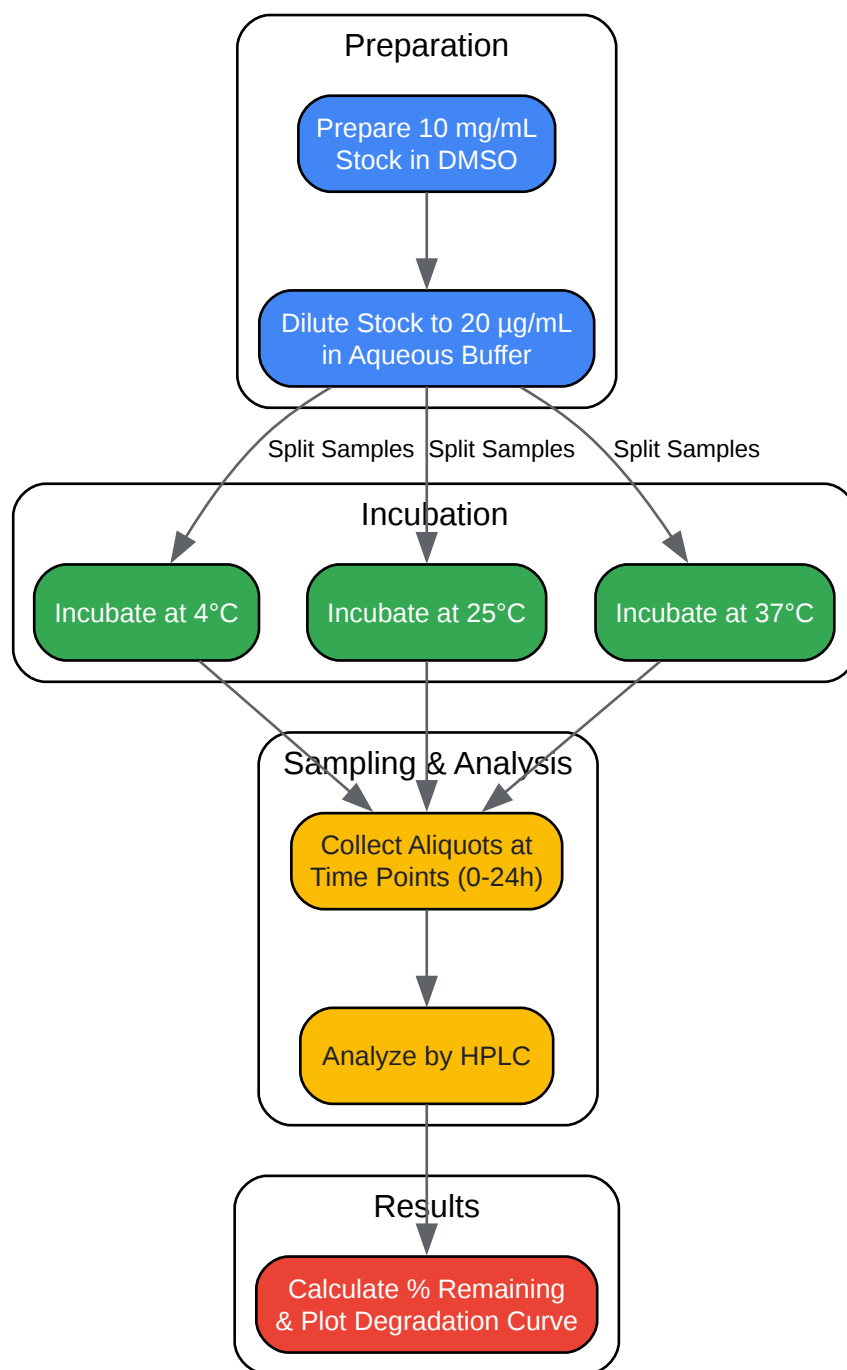 Preparation
Prepare 10 mg/mL
Stock in DMSO
Dilute Stock to 20 µg/mL
in Aqueous Buffer
Split Samples
Split Samples
Split Samples
Incubation
Incubate at 4°C
Incubate at 25°C
Incubate at 37°C
Sampling & Analysis
Collect Aliquots at
Time Points (0-24h)
Analyze by HPLC
Results
Calculate % Remaining
& Plot Degradation Curve